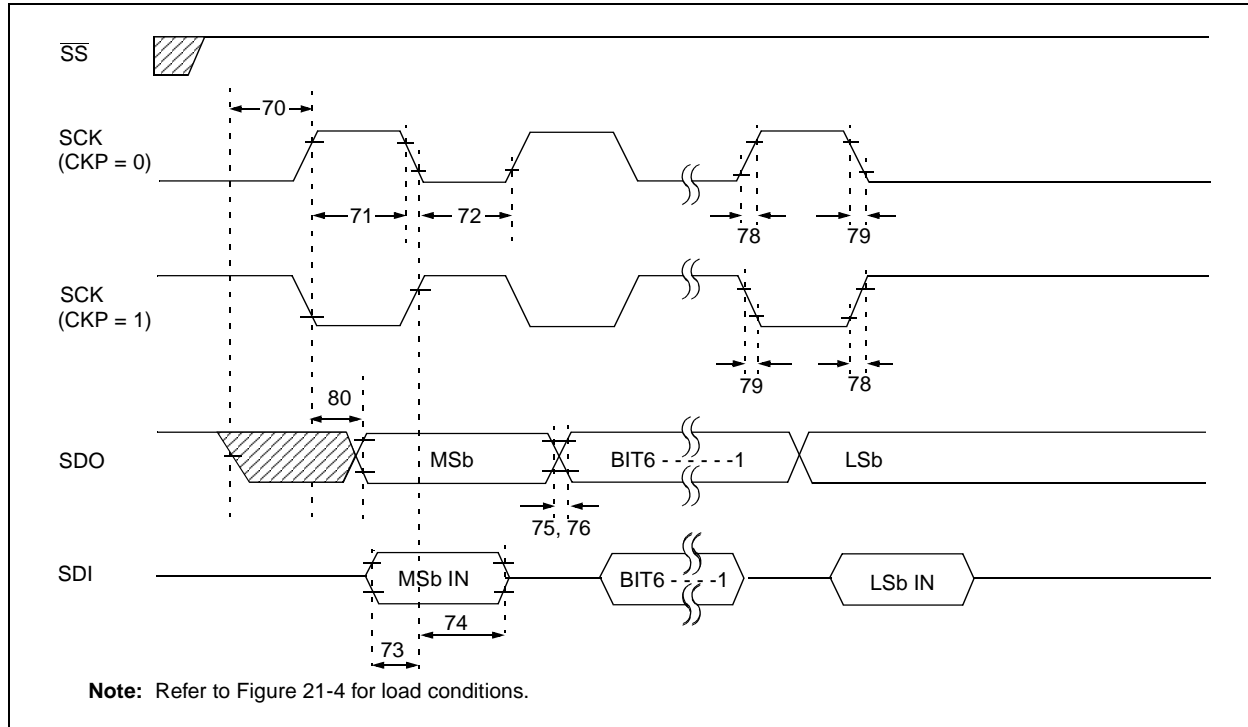 SS
70
SCK
(CKP = 0)
71
72
78
79
SCK
(CKP = 1)
79
78
80
SDO
MSb
BIT6 - - - - - -1
LSb
75, 76
SDI
MSb IN
BIT6 - - - - -1
LSb IN
74
73
Note: Refer to Figure 21-4 for load conditions.